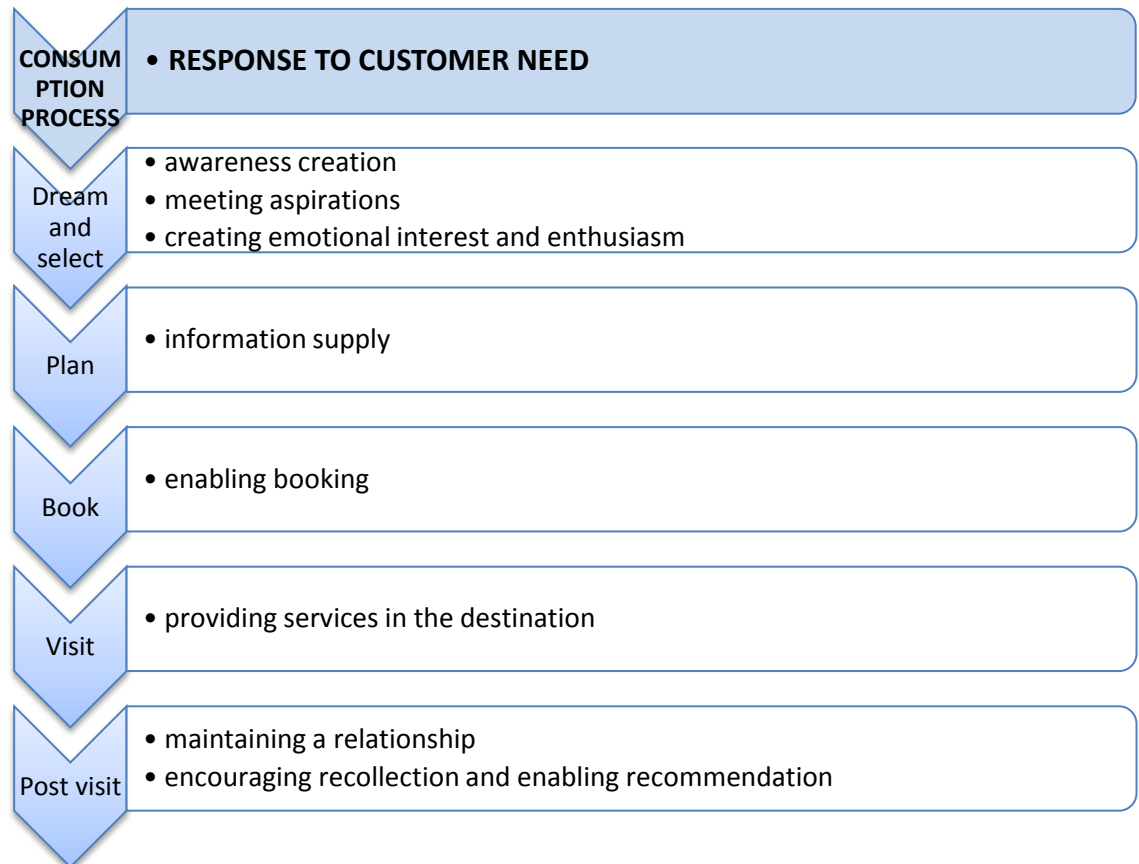 CONSUM
PTION
PROCESS
• RESPONSE TO CUSTOMER NEED
Dream
and
select
• awareness creation
• meeting aspirations
• creating emotional interest and enthusiasm
Plan
• information supply
Book
• enabling booking
Visit
• providing services in the destination
Post visit
• maintaining a relationship
• encouraging recollection and enabling recommendation